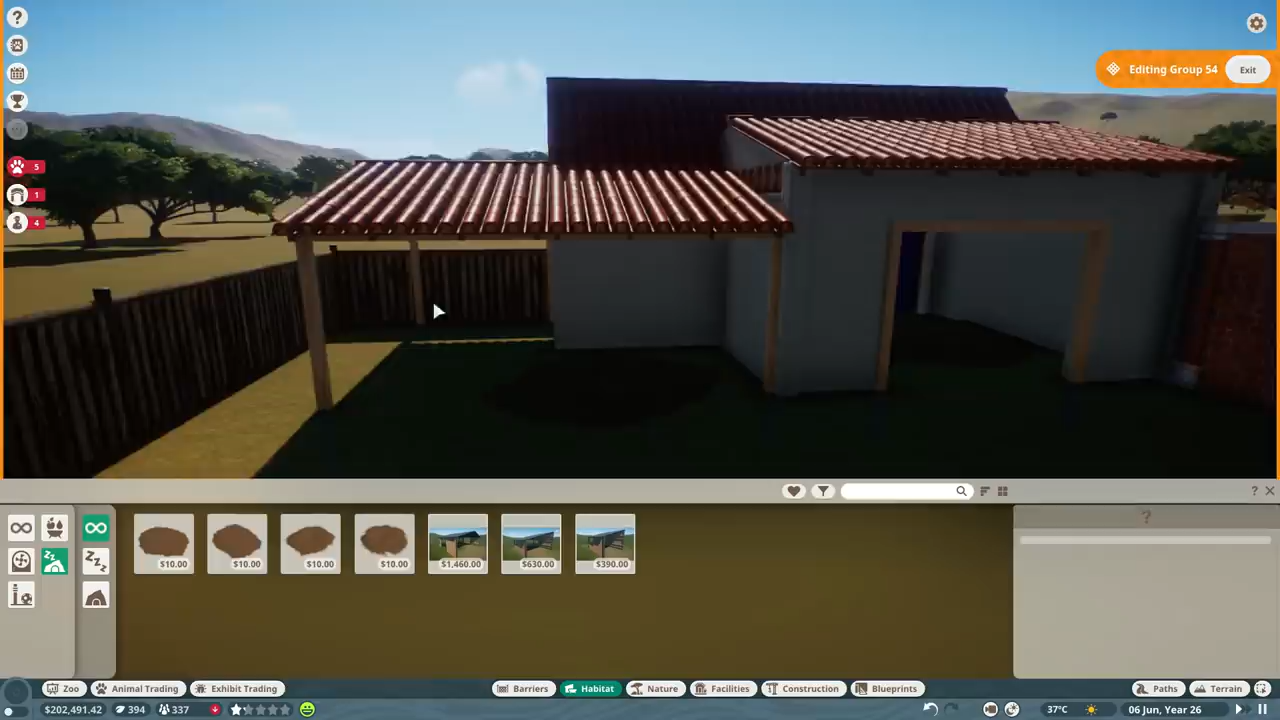 ?
Editing Group 54
Exit
5
1
4
?
?
$10.00
$10.00
$10.00
$10.00
$1,460.00
$630.00
$390.00
Zoo
Animal Trading
Exhibit Trading
Barriers
Habitat
Nature
Facilities
Construction
Blueprints
Paths
Terrain
$202,491.42
394
337
37°C
06 Jun, Year 26